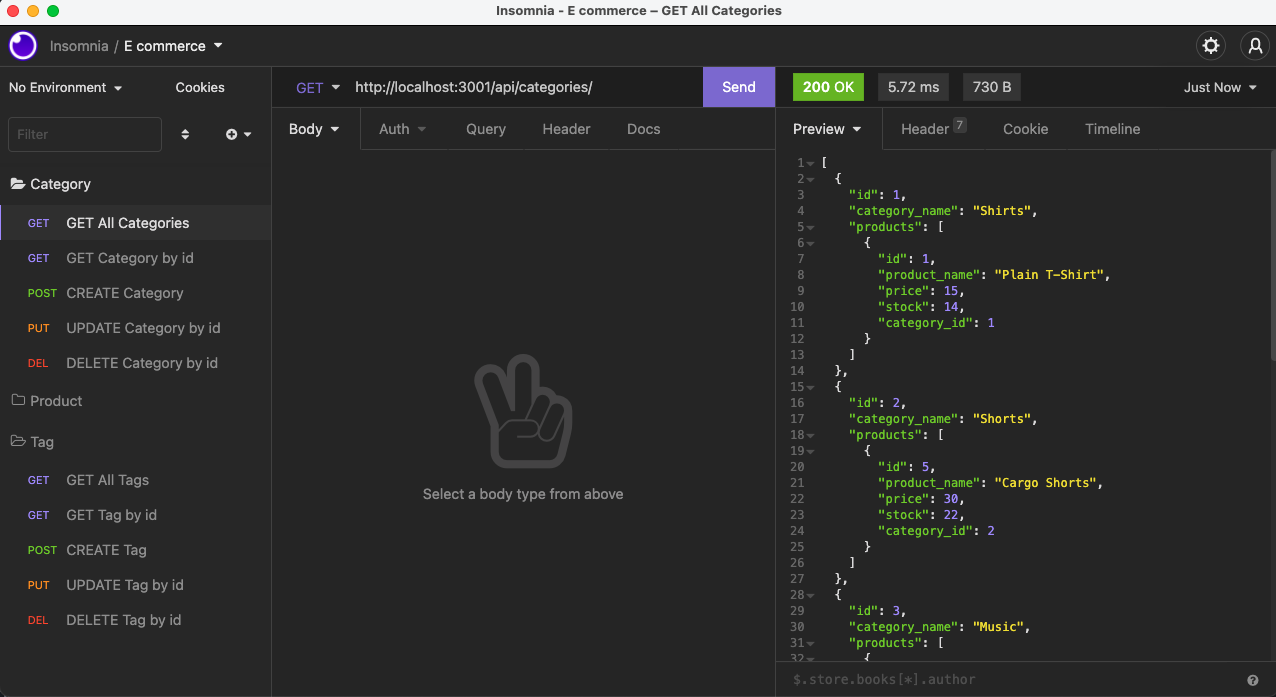 Insomnia - E commerce – GET All Categories
Insomnia / E commerce
No Environment
Cookies
Filter
Category
GET GET All Categories
GET GET Category by id
POST CREATE Category
PUT UPDATE Category by id
DEL DELETE Category by id
Product
Tag
GET GET All Tags
GET GET Tag by id
POST CREATE Tag
PUT UPDATE Tag by id
DEL DELETE Tag by id
GET http://localhost:3001/api/categories/ Send
Body Auth Query Header Docs
Select a body type from above
200 OK 5.72 ms 730 B Just Now
Preview Header 7 Cookie Timeline
1 [
2 {
3 "id": 1,
4 "category_name": "Shirts",
5 "products": [
6 {
7 "id": 1,
8 "product_name": "Plain T-Shirt",
9 "price": 15,
10 "stock": 14,
11 "category_id": 1
12 }
13 ]
14 },
15 {
16 "id": 2,
17 "category_name": "Shorts",
18 "products": [
19 {
20 "id": 5,
21 "product_name": "Cargo Shorts",
22 "price": 30,
23 "stock": 22,
24 "category_id": 2
25 }
26 ]
27 },
28 {
29 "id": 3,
30 "category_name": "Music",
31 "products": [
32 {
$.store.books[*].author